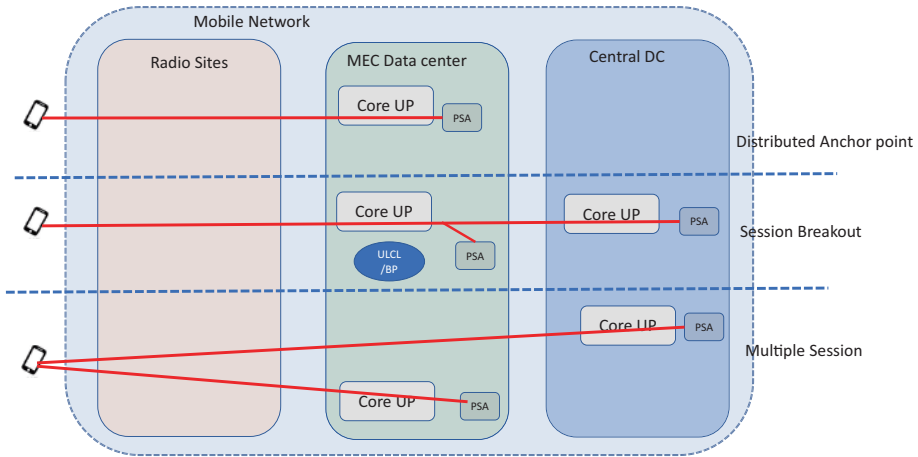 Mobile Network
Radio Sites
MEC Data center
Central DC
Core UP
PSA
Distributed Anchor point
Core UP
Core UP
PSA
PSA
Session Breakout
ULCL
/BP
Core UP
PSA
Multiple Session
Core UP
PSA